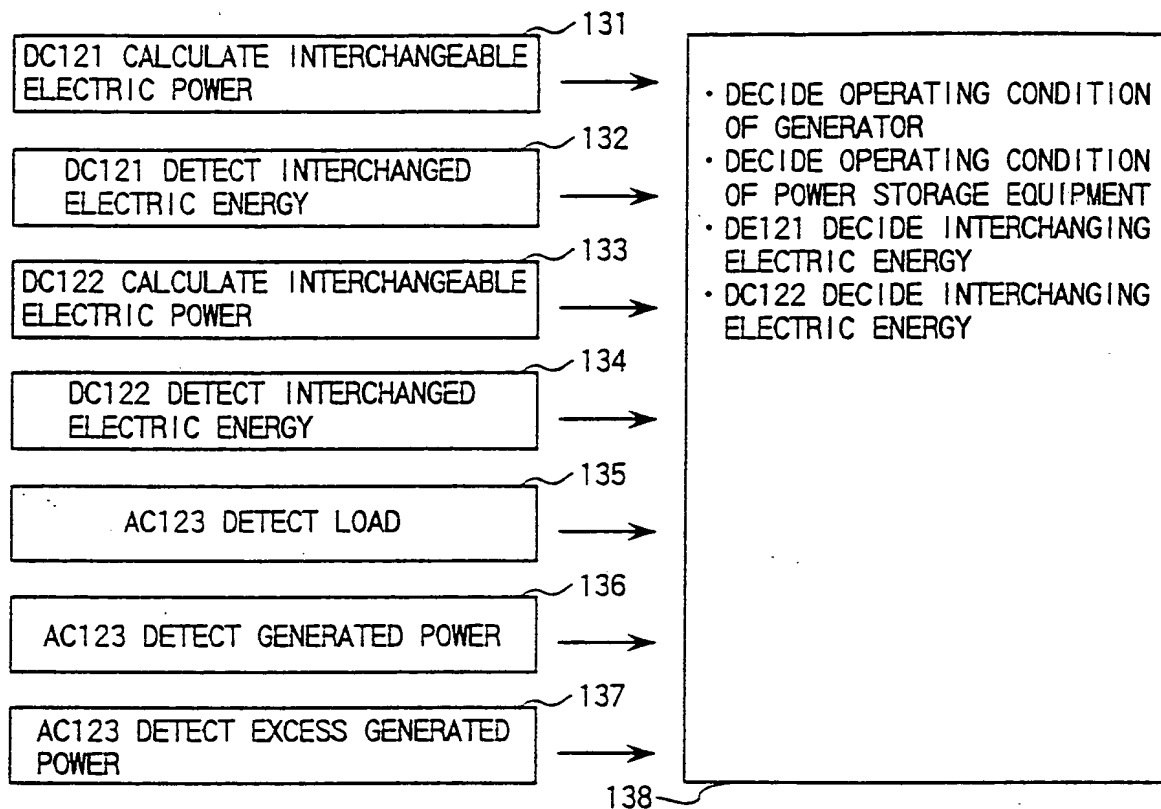 131
DC121 CALCULATE INTERCHANGEABLE
ELECTRIC POWER
132
DC121 DETECT INTERCHANGED
ELECTRIC ENERGY
133
DC122 CALCULATE INTERCHANGEABLE
ELECTRIC POWER
134
DC122 DETECT INTERCHANGED
ELECTRIC ENERGY
135
AC123 DETECT LOAD
136
AC123 DETECT GENERATED POWER
137
AC123 DETECT EXCESS GENERATED
POWER
· DECIDE OPERATING CONDITION
OF GENERATOR
· DECIDE OPERATING CONDITION
OF POWER STORAGE EQUIPMENT
· DE121 DECIDE INTERCHANGING
ELECTRIC ENERGY
· DC122 DECIDE INTERCHANGING
ELECTRIC ENERGY
138